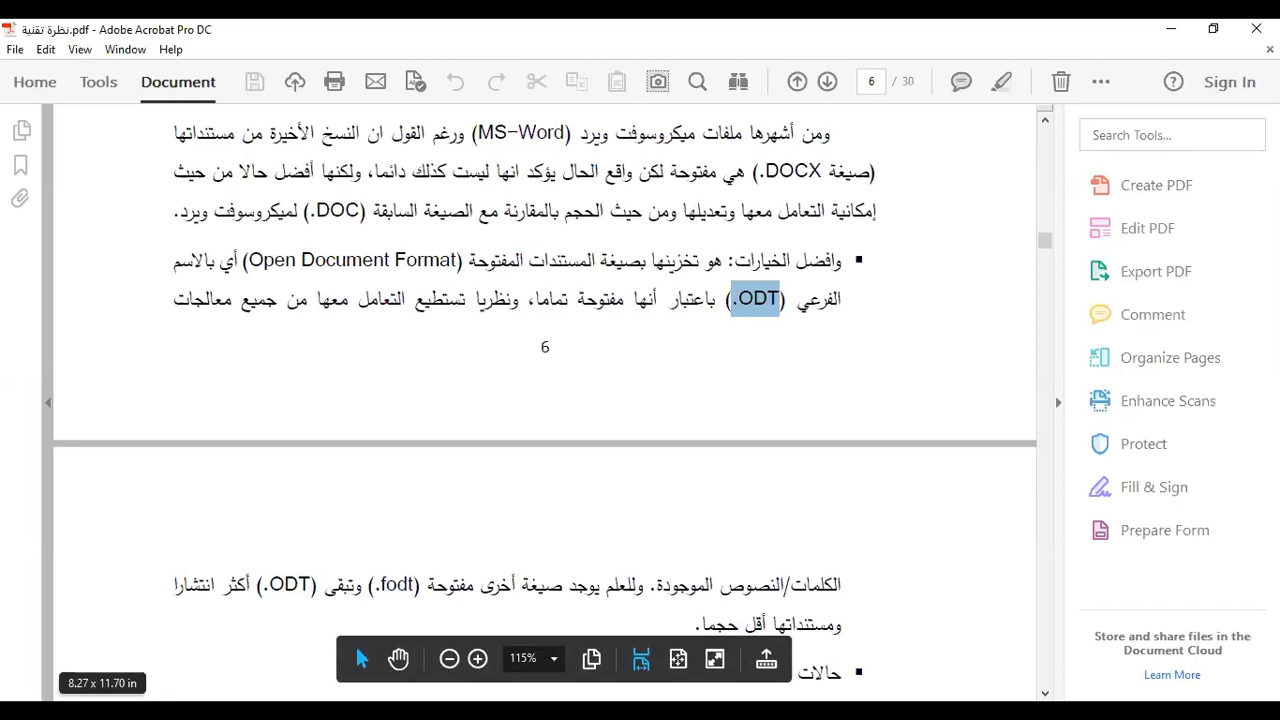 نظرة تقنية.pdf - Adobe Acrobat Pro DC
File Edit View Window Help
Home Tools Document 6 / 30 Sign In
ومن أشهرها ملفات ميكروسوفت ويرد (MS-Word) ورغم القول ان النسخ الأخيرة من مستنداتها
(صيغة DOCX.) هي مفتوحة لكن واقع الحال يؤكد انها ليست كذلك دائما، ولكنها أفضل حالا من حيث
إمكانية التعامل معها وتعديلها ومن حيث الحجم بالمقارنة مع الصيغة السابقة (DOC.) لميكروسوفت ويرد.
▪ وافضل الخيارات: هو تخزينها بصيغة المستندات المفتوحة (Open Document Format) أي بالاسم
الفرعي (ODT.) باعتبار أنها مفتوحة تماما، ونظريا تستطيع التعامل معها من جميع معالجات
6
الكلمات/النصوص الموجودة. وللعلم يوجد صيغة أخرى مفتوحة (fodt.) وتبقى (ODT.) أكثر انتشارا
ومستنداتها أقل حجما.
▪ حالات
115%
8.27 x 11.70 in
Search Tools...
Create PDF
Edit PDF
Export PDF
Comment
Organize Pages
Enhance Scans
Protect
Fill & Sign
Prepare Form
Store and share files in the
Document Cloud
Learn More